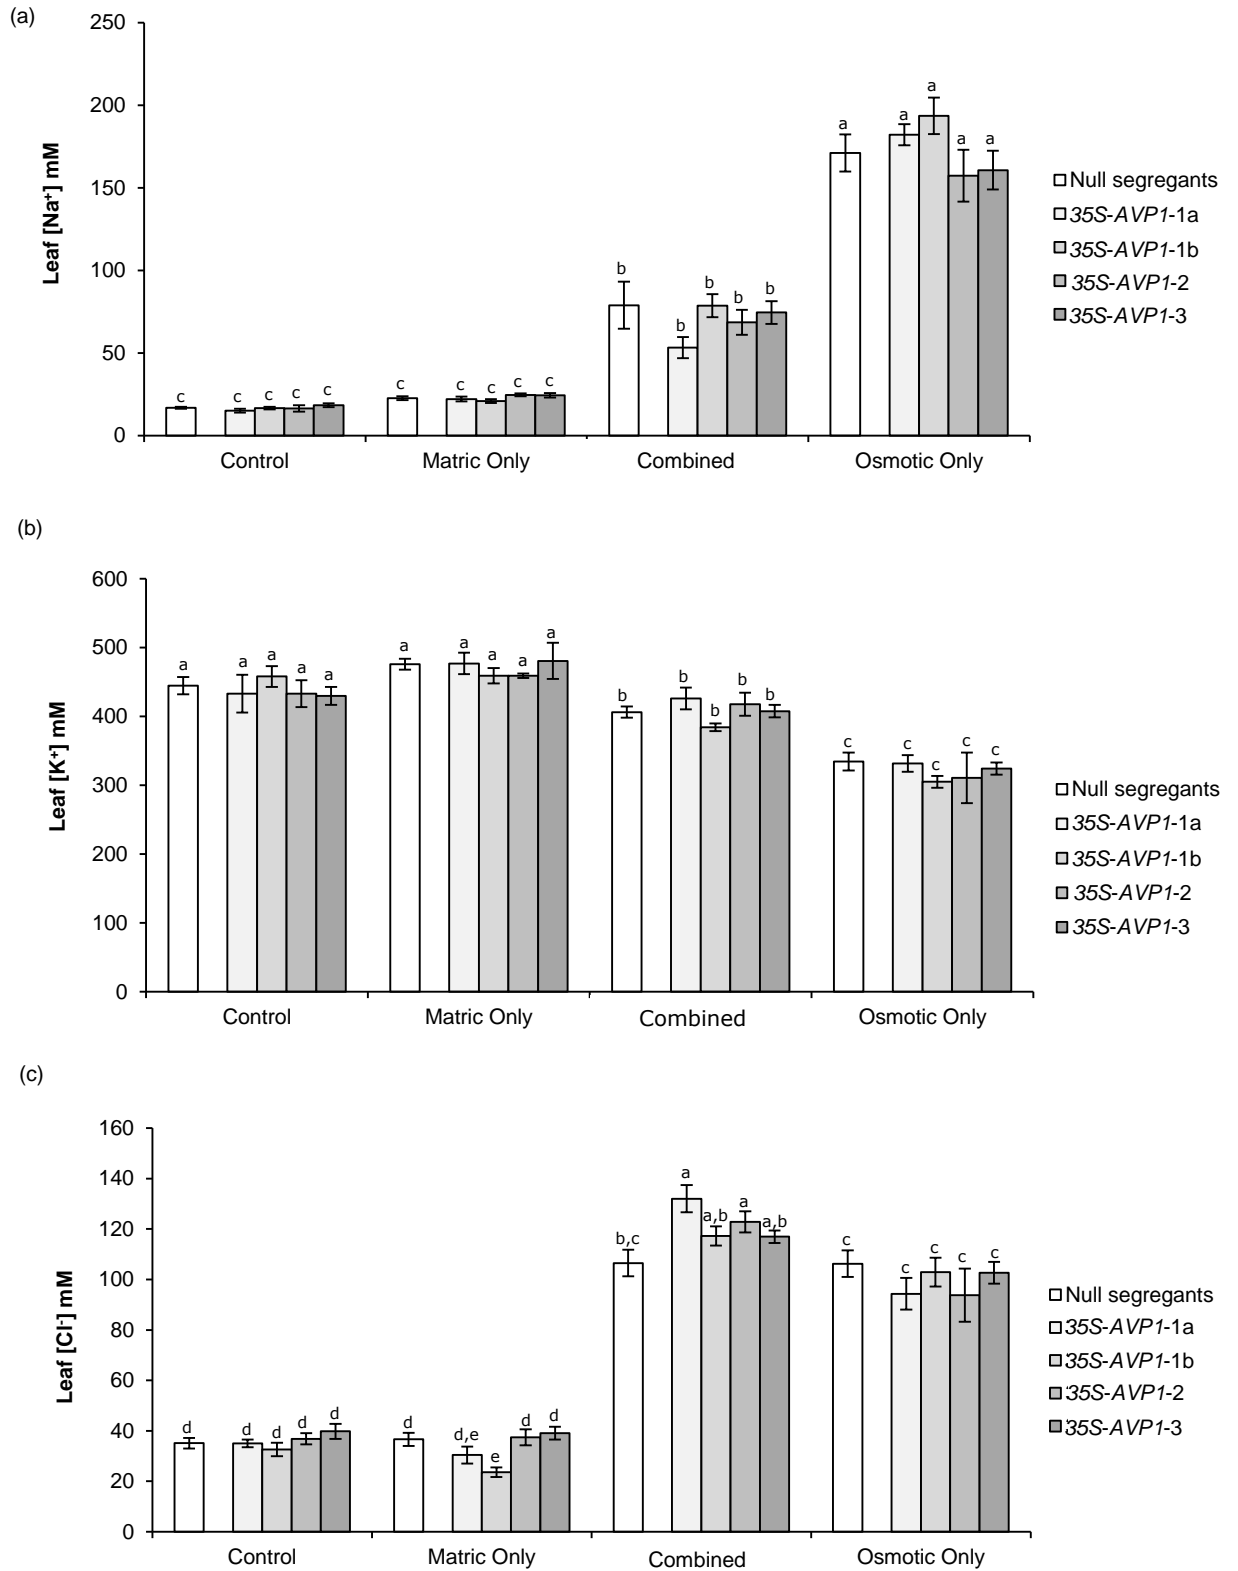 (a)
250
200
150
100
50
0
Leaf [Na⁺] mM
c c c c c
c c c c c
b b b b b
a a a a a
Control Matric Only Combined Osmotic Only
Null segregants
35S-AVP1-1a
35S-AVP1-1b
35S-AVP1-2
35S-AVP1-3
(b)
600
500
400
300
200
100
0
Leaf [K⁺] mM
a a a a a
a a a a a
b b b b b
c c c c c
Control Matric Only Combined Osmotic Only
Null segregants
35S-AVP1-1a
35S-AVP1-1b
35S-AVP1-2
35S-AVP1-3
(c)
160
140
120
100
80
60
40
20
0
Leaf [Cl⁻] mM
d d d d d
d d,e e d d
b,c a a,b a a,b
c c c c c
Control Matric Only Combined Osmotic Only
Null segregants
35S-AVP1-1a
35S-AVP1-1b
35S-AVP1-2
35S-AVP1-3